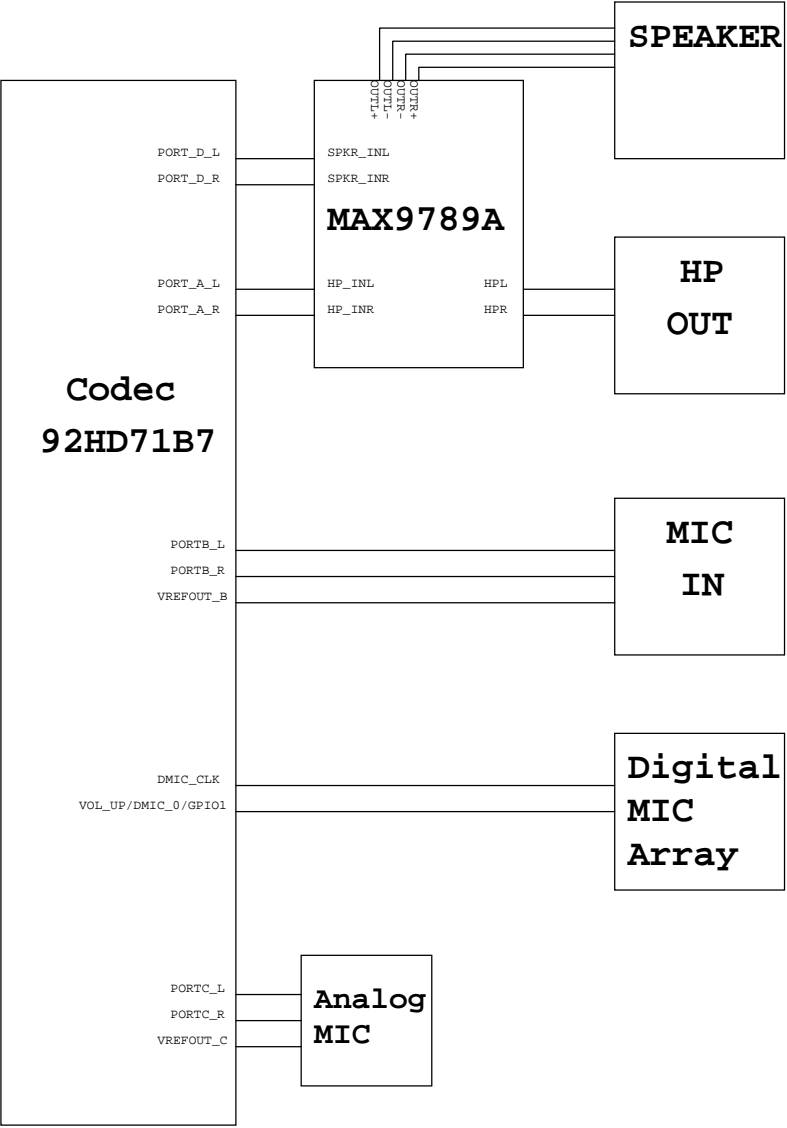 SPEAKER
OUTL+
OUTL-
OUTR-
OUTR+
PORT_D_L
SPKR_INL
PORT_D_R
SPKR_INR
MAX9789A
HP
OUT
PORT_A_L
HP_INL
HPL
PORT_A_R
HP_INR
HPR
Codec
92HD71B7
MIC
IN
PORTB_L
PORTB_R
VREFOUT_B
Digital
MIC
Array
DMIC_CLK
VOL_UP/DMIC_0/GPIO1
PORTC_L
PORTC_R
VREFOUT_C
Analog
MIC